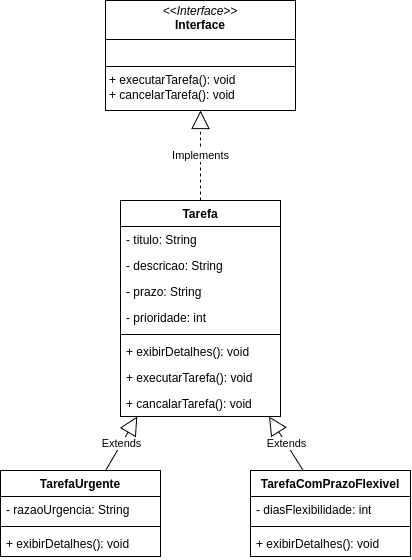 <<Interface>>
Interface
+ executarTarefa(): void
+ cancelarTarefa(): void
Implements
Tarefa
- titulo: String
- descricao: String
- prazo: String
- prioridade: int
+ exibirDetalhes(): void
+ executarTarefa(): void
+ cancalarTarefa(): void
Extends
Extends
TarefaUrgente
- razaoUrgencia: String
+ exibirDetalhes(): void
TarefaComPrazoFlexivel
- diasFlexibilidade: int
+ exibirDetalhes(): void